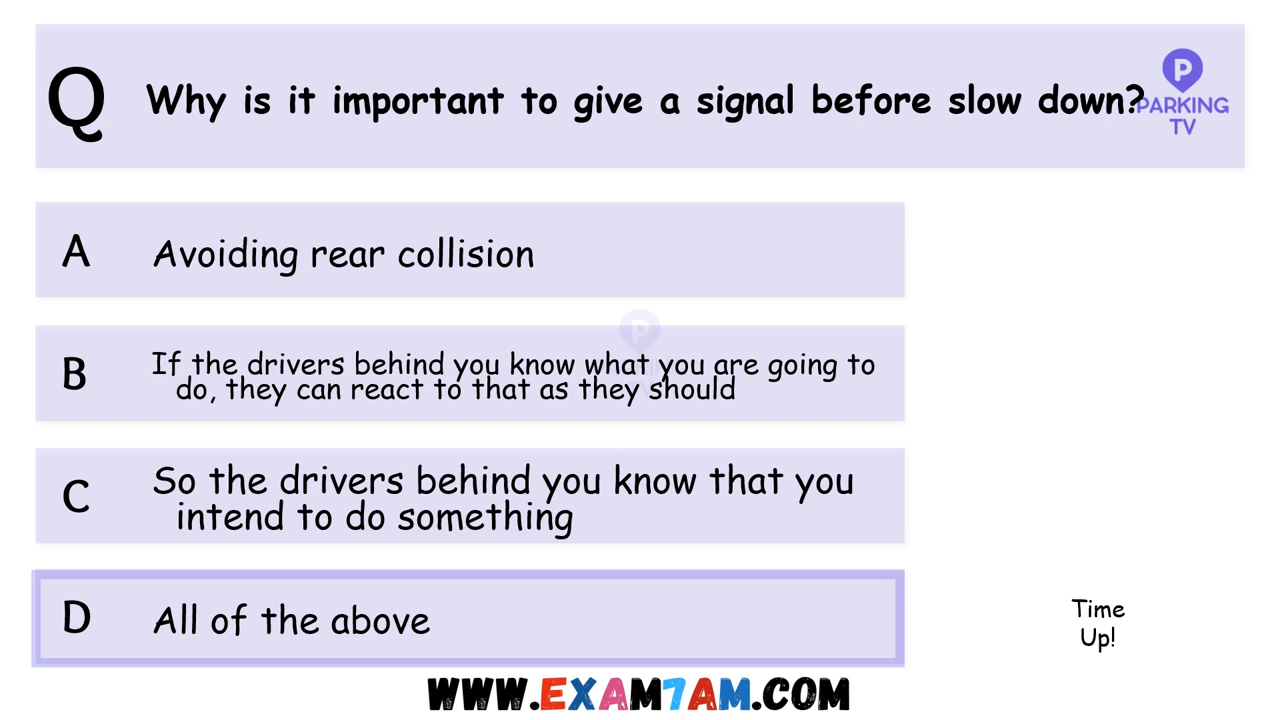 Q Why is it important to give a signal before slow down?
PARKING
TV
A Avoiding rear collision
B If the drivers behind you know what you are going to
do, they can react to that as they should
C So the drivers behind you know that you
intend to do something
D All of the above
Time
Up!
WWW.EXAM7AM.COM